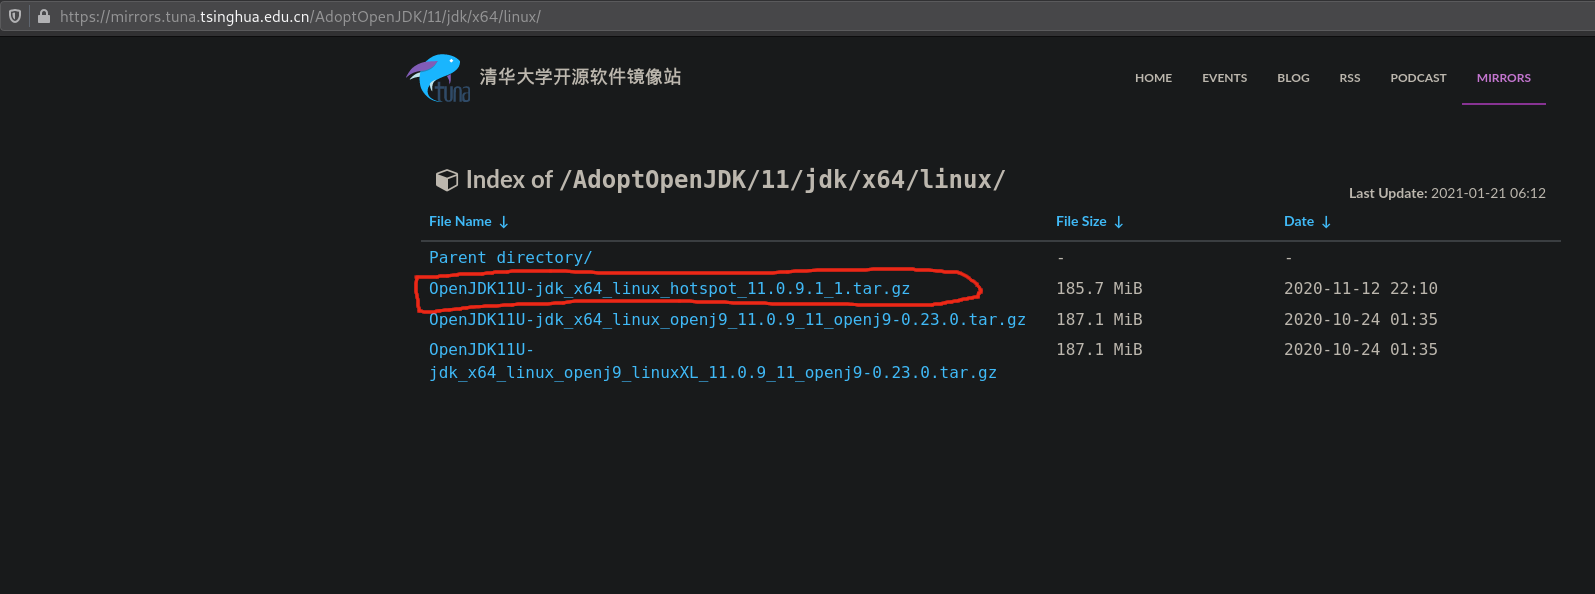 https://mirrors.tuna.tsinghua.edu.cn/AdoptOpenJDK/11/jdk/x64/linux/
tuna 清华大学开源软件镜像站 HOME EVENTS BLOG RSS PODCAST MIRRORS
Index of /AdoptOpenJDK/11/jdk/x64/linux/
Last Update: 2021-01-21 06:12
File Name ↓ File Size ↓ Date ↓
Parent directory/ - -
OpenJDK11U-jdk_x64_linux_hotspot_11.0.9.1_1.tar.gz 185.7 MiB 2020-11-12 22:10
OpenJDK11U-jdk_x64_linux_openj9_11.0.9_11_openj9-0.23.0.tar.gz 187.1 MiB 2020-10-24 01:35
OpenJDK11U- 187.1 MiB 2020-10-24 01:35
jdk_x64_linux_openj9_linuxXL_11.0.9_11_openj9-0.23.0.tar.gz